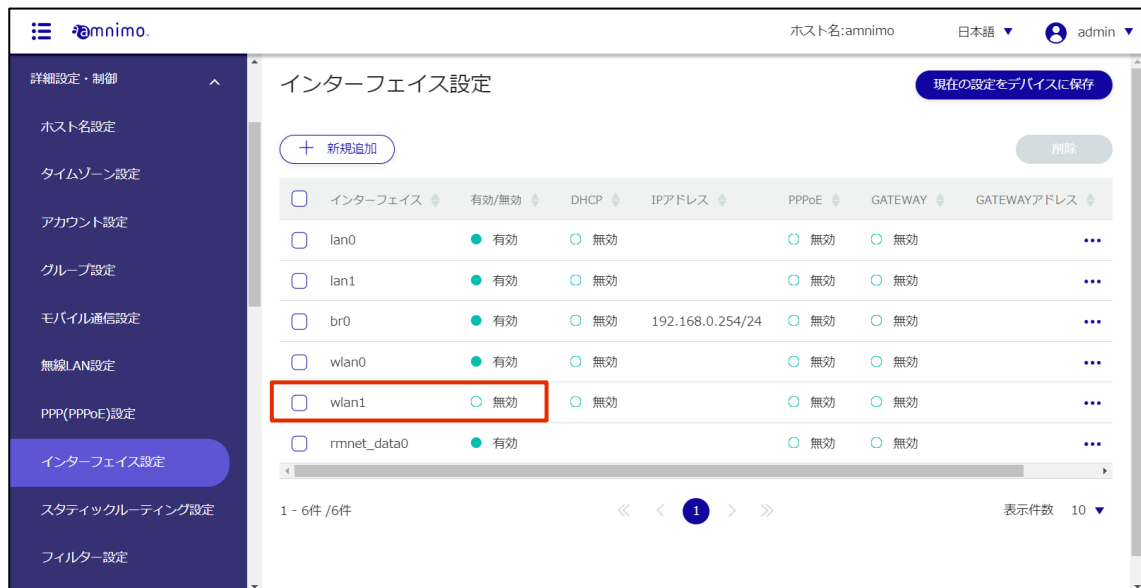 amnimo.
ホスト名:amnimo
日本語 ▼
admin ▼
詳細設定・制御
ホスト名設定
タイムゾーン設定
アカウント設定
グループ設定
モバイル通信設定
無線LAN設定
PPP(PPPoE)設定
インターフェイス設定
スタティックルーティング設定
フィルター設定
インターフェイス設定
現在の設定をデバイスに保存
+ 新規追加
削除
インターフェイス 有効/無効 DHCP IPアドレス PPPoE GATEWAY GATEWAYアドレス
lan0 有効 無効 無効 無効 •••
lan1 有効 無効 無効 無効 •••
br0 有効 無効 192.168.0.254/24 無効 無効 •••
wlan0 有効 無効 無効 無効 •••
wlan1 無効 無効 無効 無効 •••
rmnet_data0 有効 無効 無効 •••
1 - 6件 /6件
≪ < 1 > ≫
表示件数 10 ▼